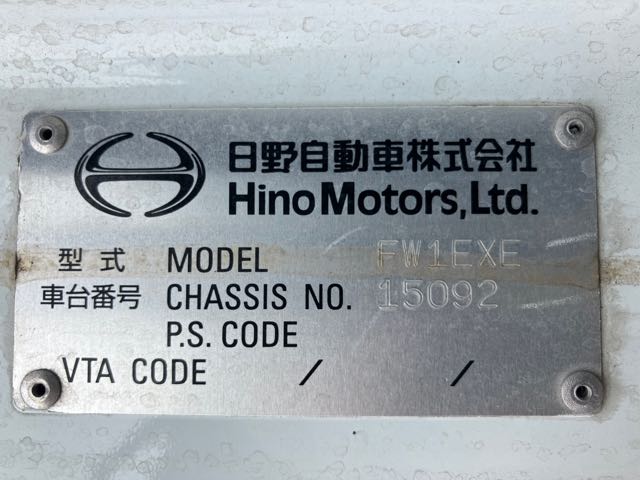 日野自動車株式会社
Hino Motors, Ltd.
型式 MODEL FW1EXE
車台番号 CHASSIS NO. 15092
P.S. CODE
VTA CODE / /